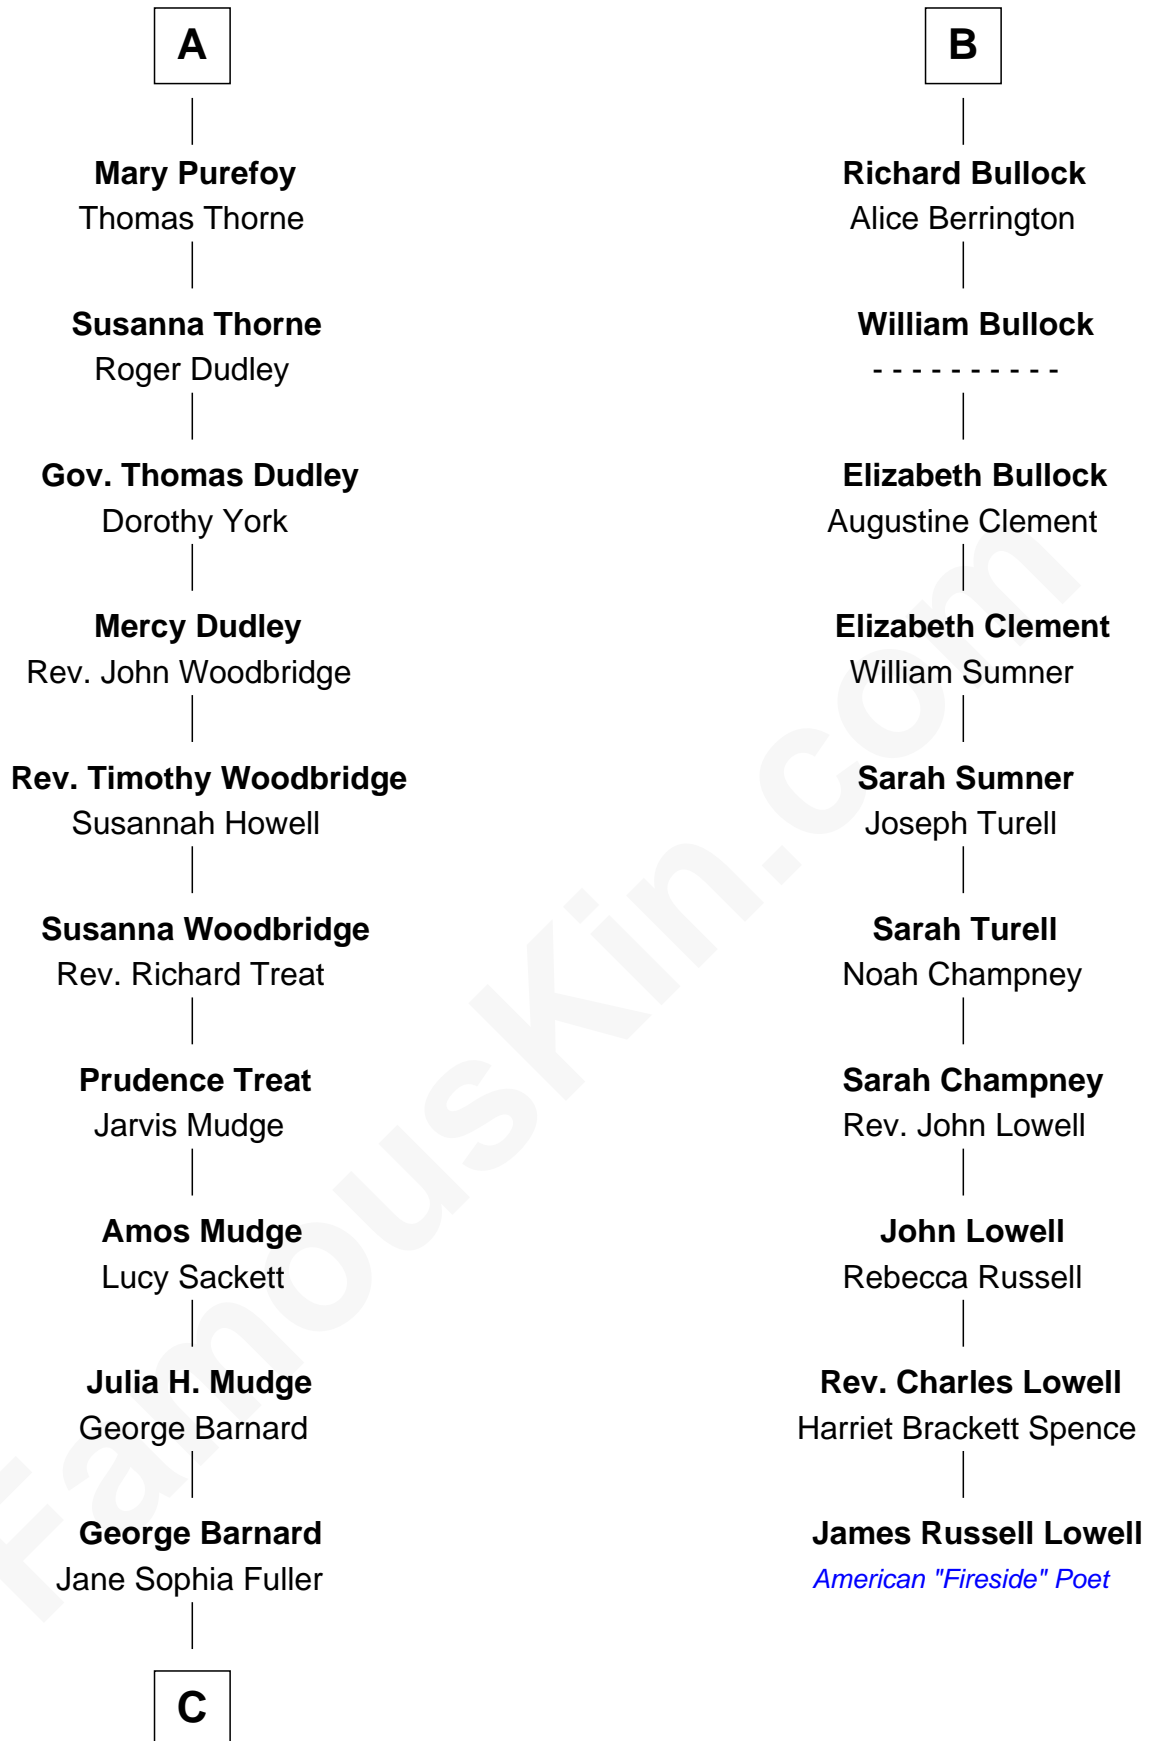 A
Mary Purefoy
Thomas Thorne
Susanna Thorne
Roger Dudley
Gov. Thomas Dudley
Dorothy York
Mercy Dudley
Rev. John Woodbridge
Rev. Timothy Woodbridge
Susannah Howell
Susanna Woodbridge
Rev. Richard Treat
Prudence Treat
Jarvis Mudge
Amos Mudge
Lucy Sackett
Julia H. Mudge
George Barnard
George Barnard
Jane Sophia Fuller
C
B
Richard Bullock
Alice Berrington
William Bullock
- - - - - - - - - -
Elizabeth Bullock
Augustine Clement
Elizabeth Clement
William Sumner
Sarah Sumner
Joseph Turell
Sarah Turell
Noah Champney
Sarah Champney
Rev. John Lowell
John Lowell
Rebecca Russell
Rev. Charles Lowell
Harriet Brackett Spence
James Russell Lowell
American "Fireside" Poet
FamousKin.com